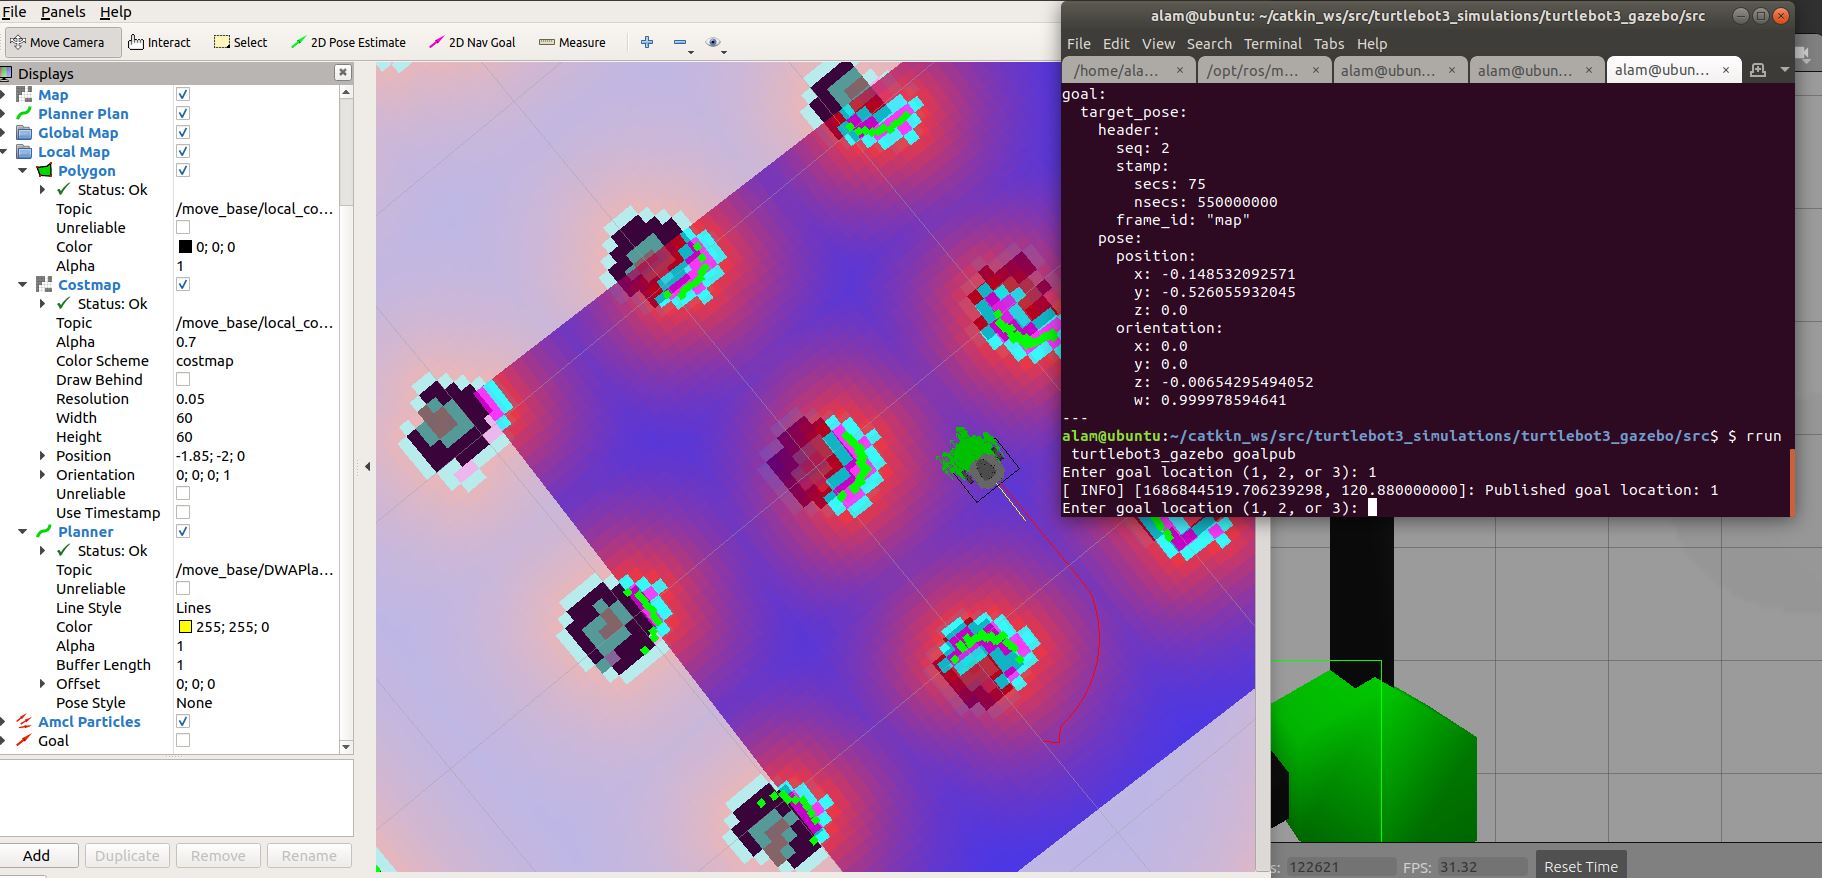 File Panels Help
Move Camera Interact Select 2D Pose Estimate 2D Nav Goal Measure
Displays
Map
Planner Plan
Global Map
Local Map
Polygon
Status: Ok
Topic /move_base/local_co...
Unreliable
Color 0; 0; 0
Alpha 1
Costmap
Status: Ok
Topic /move_base/local_co...
Alpha 0.7
Color Scheme costmap
Draw Behind
Resolution 0.05
Width 60
Height 60
Position -1.85; -2; 0
Orientation 0; 0; 0; 1
Unreliable
Use Timestamp
Planner
Status: Ok
Topic /move_base/DWAPla...
Unreliable
Line Style Lines
Color 255; 255; 0
Alpha 1
Buffer Length 1
Offset 0; 0; 0
Pose Style None
Amcl Particles
Goal
Add Duplicate Remove Rename
alam@ubuntu: ~/catkin_ws/src/turtlebot3_simulations/turtlebot3_gazebo/src
File Edit View Search Terminal Tabs Help
/home/ala... /opt/ros/m... alam@ubun... alam@ubun... alam@ubun...
goal:
target_pose:
header:
seq: 2
stamp:
secs: 75
nsecs: 550000000
frame_id: "map"
pose:
position:
x: -0.148532092571
y: -0.526055932045
z: 0.0
orientation:
x: 0.0
y: 0.0
z: -0.00654295494052
w: 0.999978594641
---
alam@ubuntu:~/catkin_ws/src/turtlebot3_simulations/turtlebot3_gazebo/src$ $ rrun
turtlebot3_gazebo goalpub
Enter goal location (1, 2, or 3): 1
[ INFO] [1686844519.706239298, 120.880000000]: Published goal location: 1
Enter goal location (1, 2, or 3):
s: 122621 FPS: 31.32 Reset Time